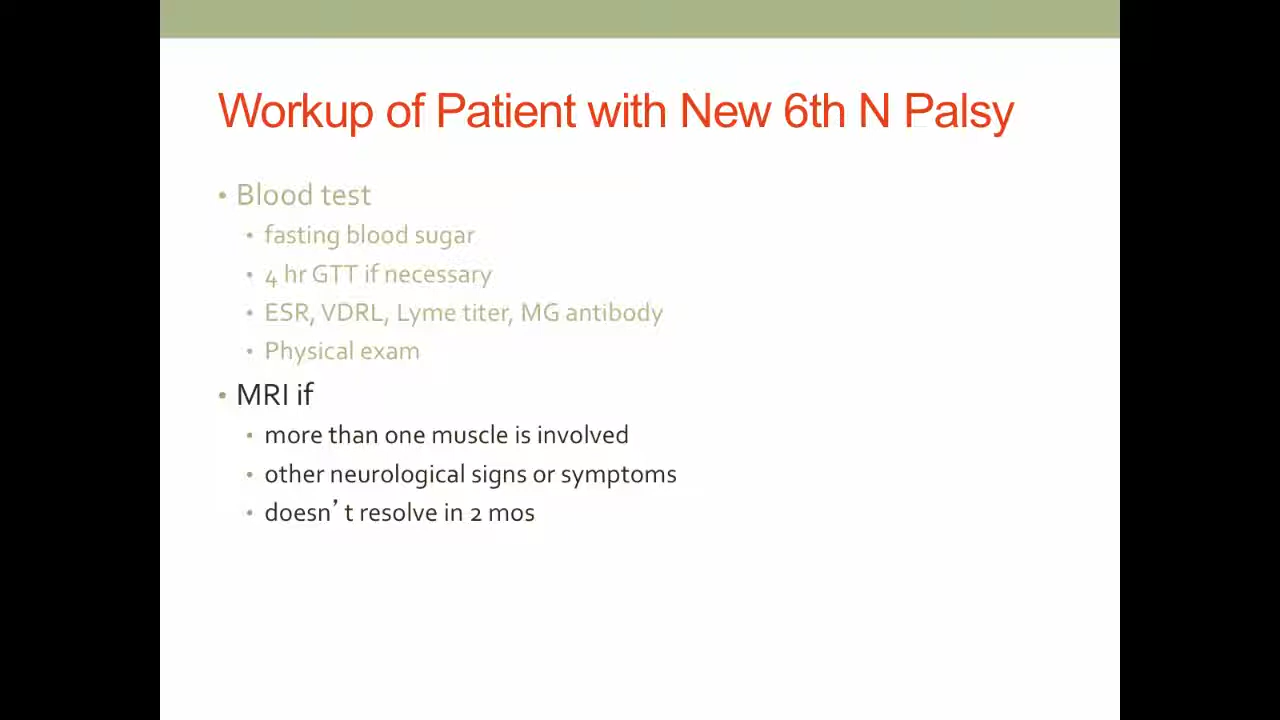 Workup of Patient with New 6th N Palsy
• Blood test
• fasting blood sugar
• 4 hr GTT if necessary
• ESR, VDRL, Lyme titer, MG antibody
• Physical exam
• MRI if
• more than one muscle is involved
• other neurological signs or symptoms
• doesn’t resolve in 2 mos